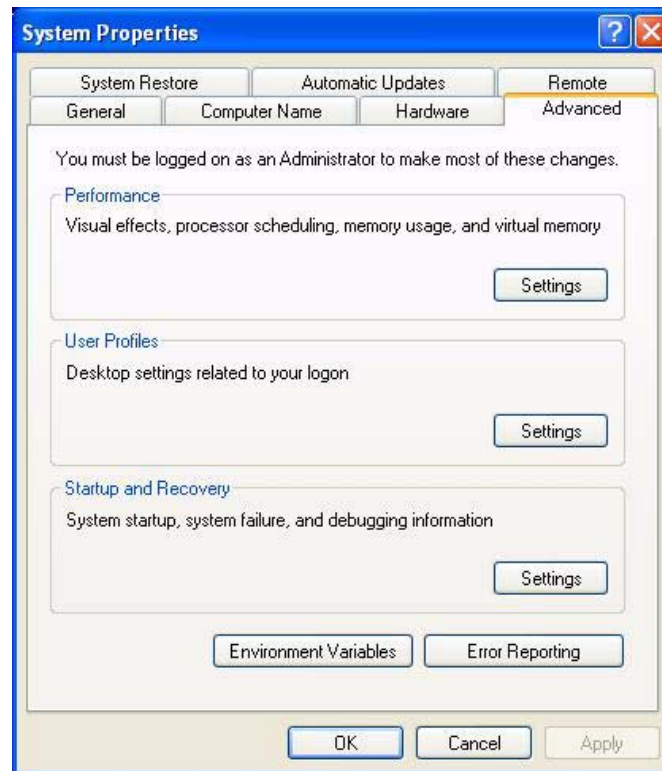 System Properties
System Restore Automatic Updates Remote
General Computer Name Hardware Advanced
You must be logged on as an Administrator to make most of these changes.
Performance
Visual effects, processor scheduling, memory usage, and virtual memory
Settings
User Profiles
Desktop settings related to your logon
Settings
Startup and Recovery
System startup, system failure, and debugging information
Settings
Environment Variables Error Reporting
OK Cancel Apply